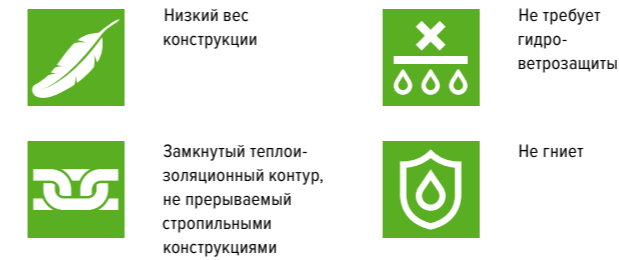 Низкий вес
конструкции
Не требует
гидро-
ветрозащиты
Замкнутый теплои-
золяционный контур,
не прерываемый
стропильными
конструкциями
Не гниет